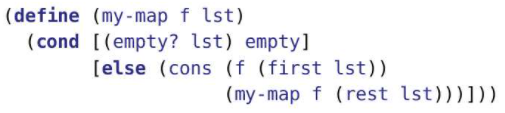 (define (my-map f lst)
  (cond [(empty? lst) empty]
        [else (cons (f (first lst))
                    (my-map f (rest lst)))]))